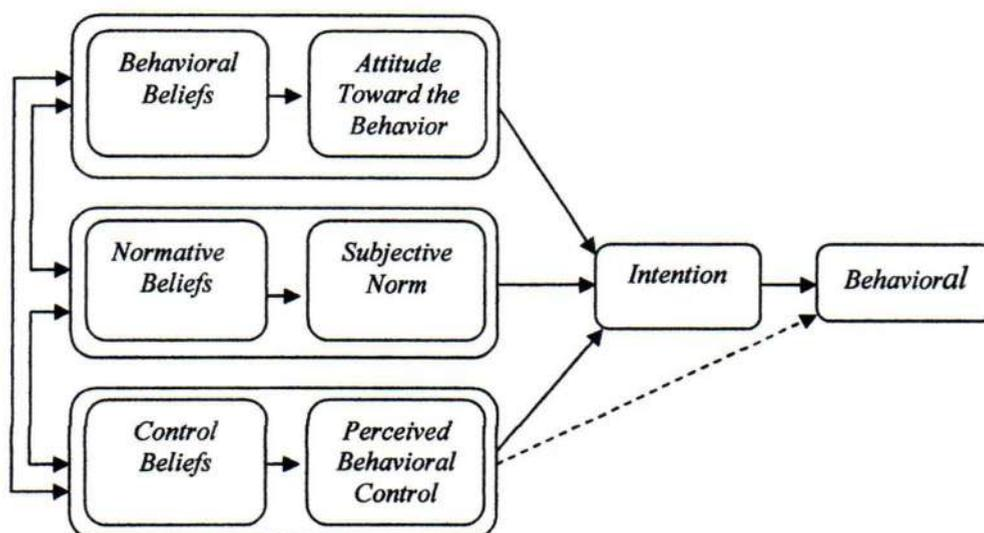 Behavioral
Beliefs
Attitude
Toward the
Behavior
Normative
Beliefs
Subjective
Norm
Intention
Behavioral
Control
Beliefs
Perceived
Behavioral
Control